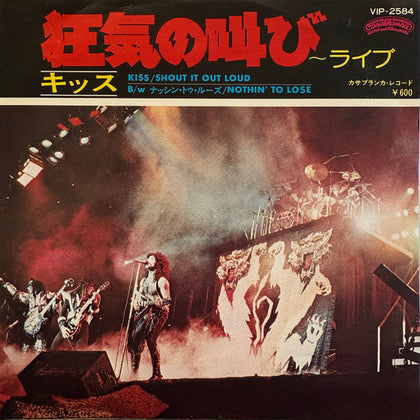 VIP-2584
狂気の叫び
〜ライブ
Casablanca
キッス
KISS/SHOUT IT OUT LOUD
B/w ナッシン・トゥ・ルーズ/NOTHIN' TO LOSE
カサブランカ・レコード
¥600